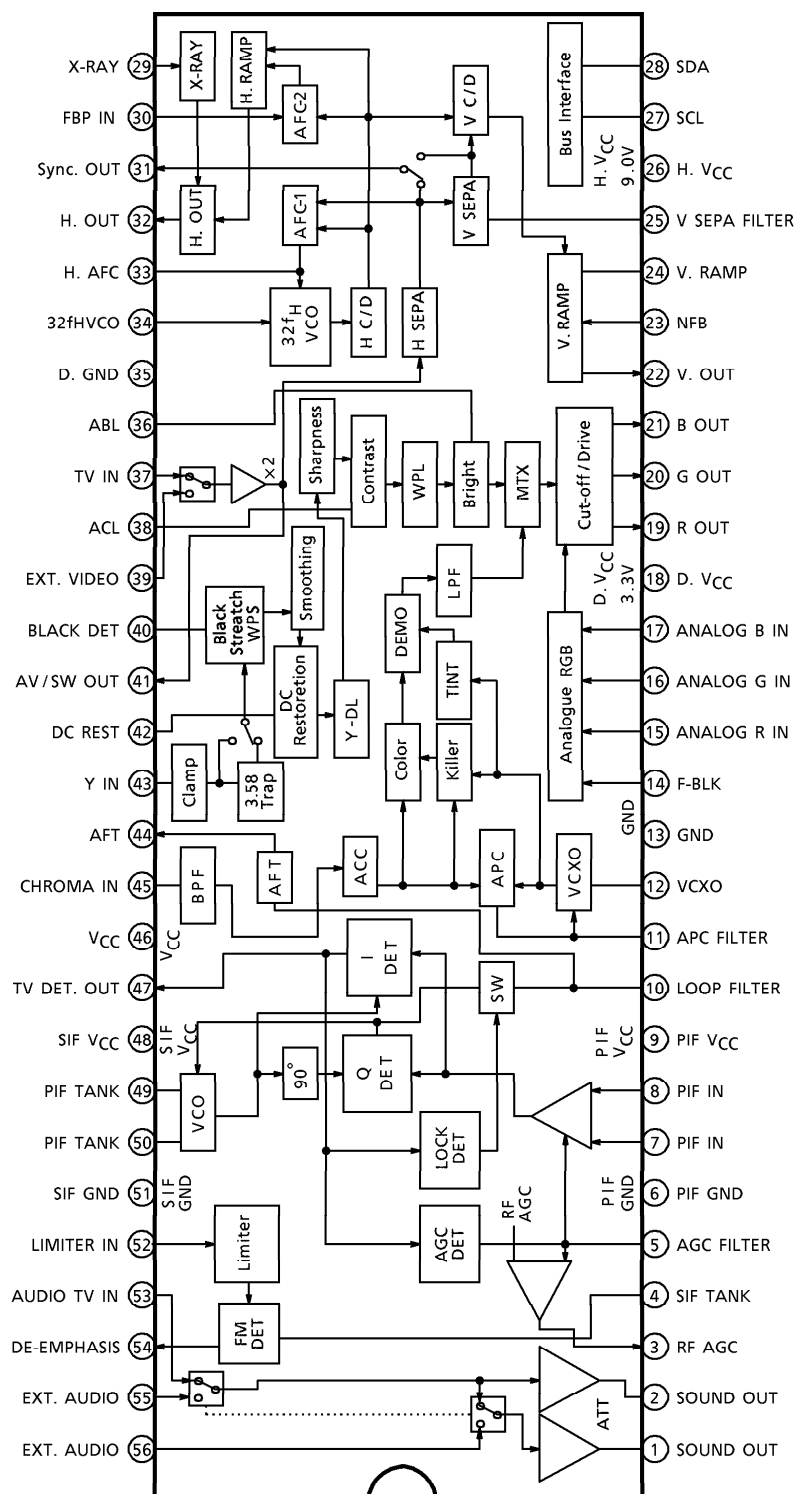 X-RAY 29
FBP IN 30
Sync. OUT 31
H. OUT 32
H. AFC 33
32fHVCO 34
D. GND 35
ABL 36
TV IN 37
ACL 38
EXT. VIDEO 39
BLACK DET 40
AV/SW OUT 41
DC REST 42
Y IN 43
AFT 44
CHROMA IN 45
VCC 46
TV DET. OUT 47
SIF VCC 48
PIF TANK 49
PIF TANK 50
SIF GND 51
LIMITER IN 52
AUDIO TV IN 53
DE-EMPHASIS 54
EXT. AUDIO 55
EXT. AUDIO 56
X-RAY
H. RAMP
AFC-2
V C/D
Bus Interface
H. VCC
9.0V
H. OUT
AFC-1
V SEPA
32fH
VCO
H C/D
H SEPA
V. RAMP
×2
Sharpness
Contrast
WPL
Bright
MTX
Cut-off/Drive
D. VCC
3.3V
Smoothing
LPF
Black
Streatch
WPS
DEMO
DC
Restoretion
Y-DL
TINT
Analogue RGB
Clamp
3.58
Trap
Color
Killer
GND
BPF
AFT
ACC
APC
VCXO
VCC
I
DET
SW
SIF
VCC
PIF
VCC
VCO
90°
Q
DET
LOCK
DET
SIF
GND
PIF
GND
RF
AGC
Limiter
AGC
DET
FM
DET
ATT
28 SDA
27 SCL
26 H. VCC
25 V SEPA FILTER
24 V. RAMP
23 NFB
22 V. OUT
21 B OUT
20 G OUT
19 R OUT
18 D. VCC
17 ANALOG B IN
16 ANALOG G IN
15 ANALOG R IN
14 F-BLK
13 GND
12 VCXO
11 APC FILTER
10 LOOP FILTER
9 PIF VCC
8 PIF IN
7 PIF IN
6 PIF GND
5 AGC FILTER
4 SIF TANK
3 RF AGC
2 SOUND OUT
1 SOUND OUT